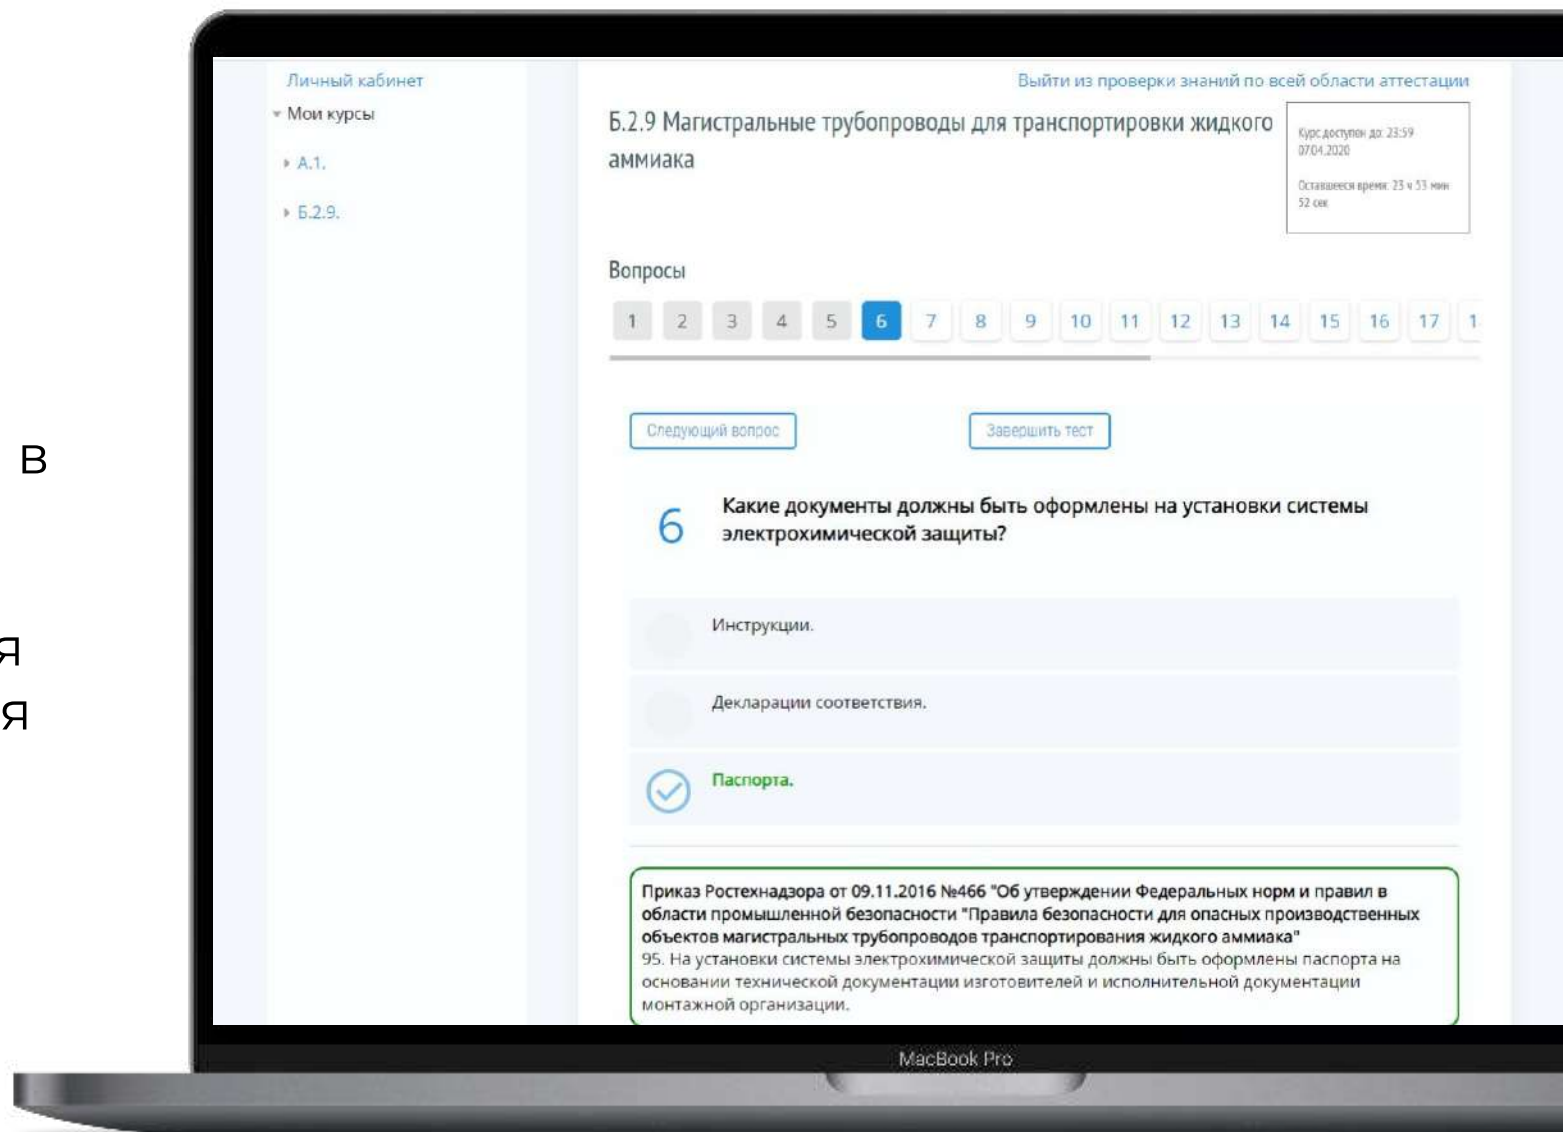 в
я
я
Личный кабинет
Мои курсы
А.1.
Б.2.9.
Выйти из проверки знаний по всей области аттестации
Б.2.9 Магистральные трубопроводы для транспортировки жидкого
аммиака
Курс доступен до: 23:59
07.04.2020
Оставшееся время: 23 ч 53 мин
52 сек
Вопросы
1 2 3 4 5 6 7 8 9 10 11 12 13 14 15 16 17 1
Следующий вопрос
Завершить тест
6
Какие документы должны быть оформлены на установки системы
электрохимической защиты?
Инструкции.
Декларации соответствия.
Паспорта.
Приказ Ростехнадзора от 09.11.2016 №466 "Об утверждении Федеральных норм и правил в
области промышленной безопасности "Правила безопасности для опасных производственных
объектов магистральных трубопроводов транспортирования жидкого аммиака"
95. На установки системы электрохимической защиты должны быть оформлены паспорта на
основании технической документации изготовителей и исполнительной документации
монтажной организации.
MacBook Pro